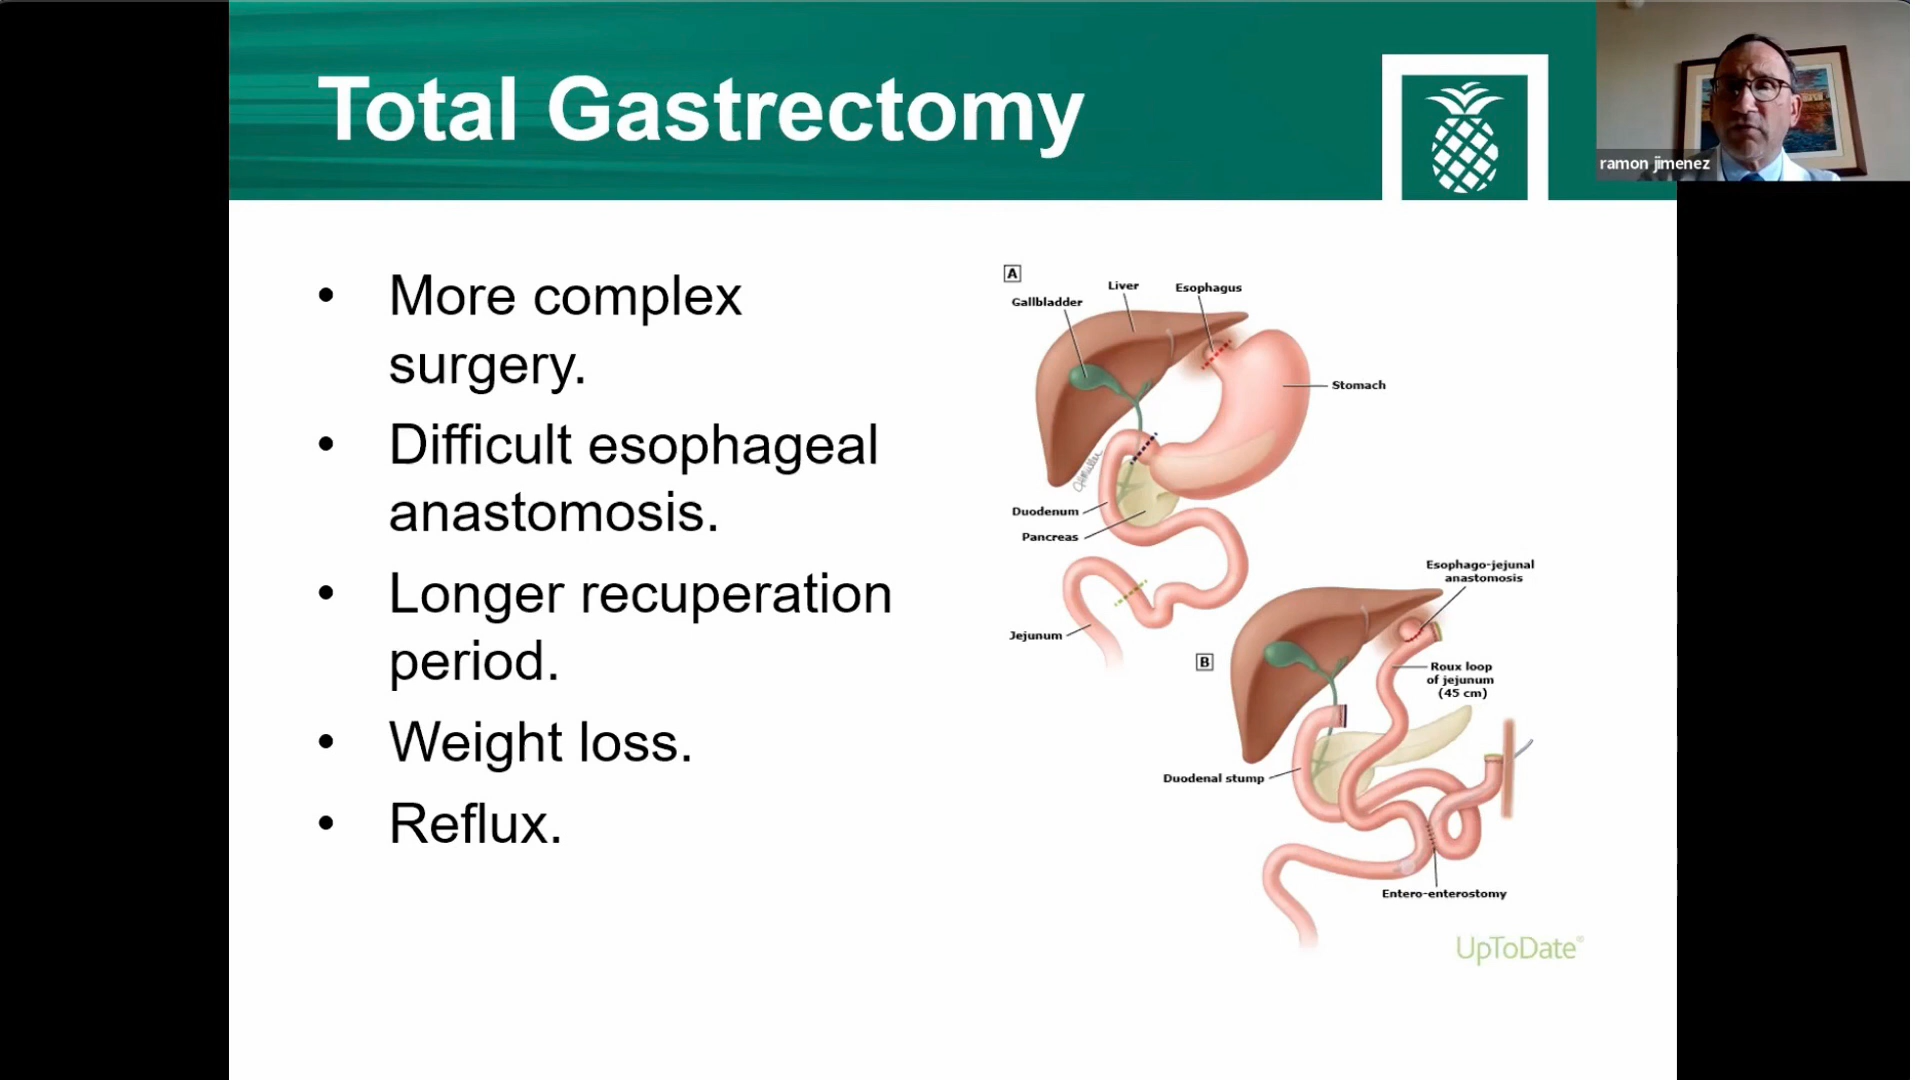 Total Gastrectomy
ramon jimenez
• More complex
surgery.
• Difficult esophageal
anastomosis.
• Longer recuperation
period.
• Weight loss.
• Reflux.
A
Liver
Esophagus
Gallbladder
Stomach
Duodenum
Pancreas
Jejunum
Esophago-jejunal
anastomosis
B
Roux loop
of jejunum
(45 cm)
Duodenal stump
Entero-enterostomy
UpToDate®